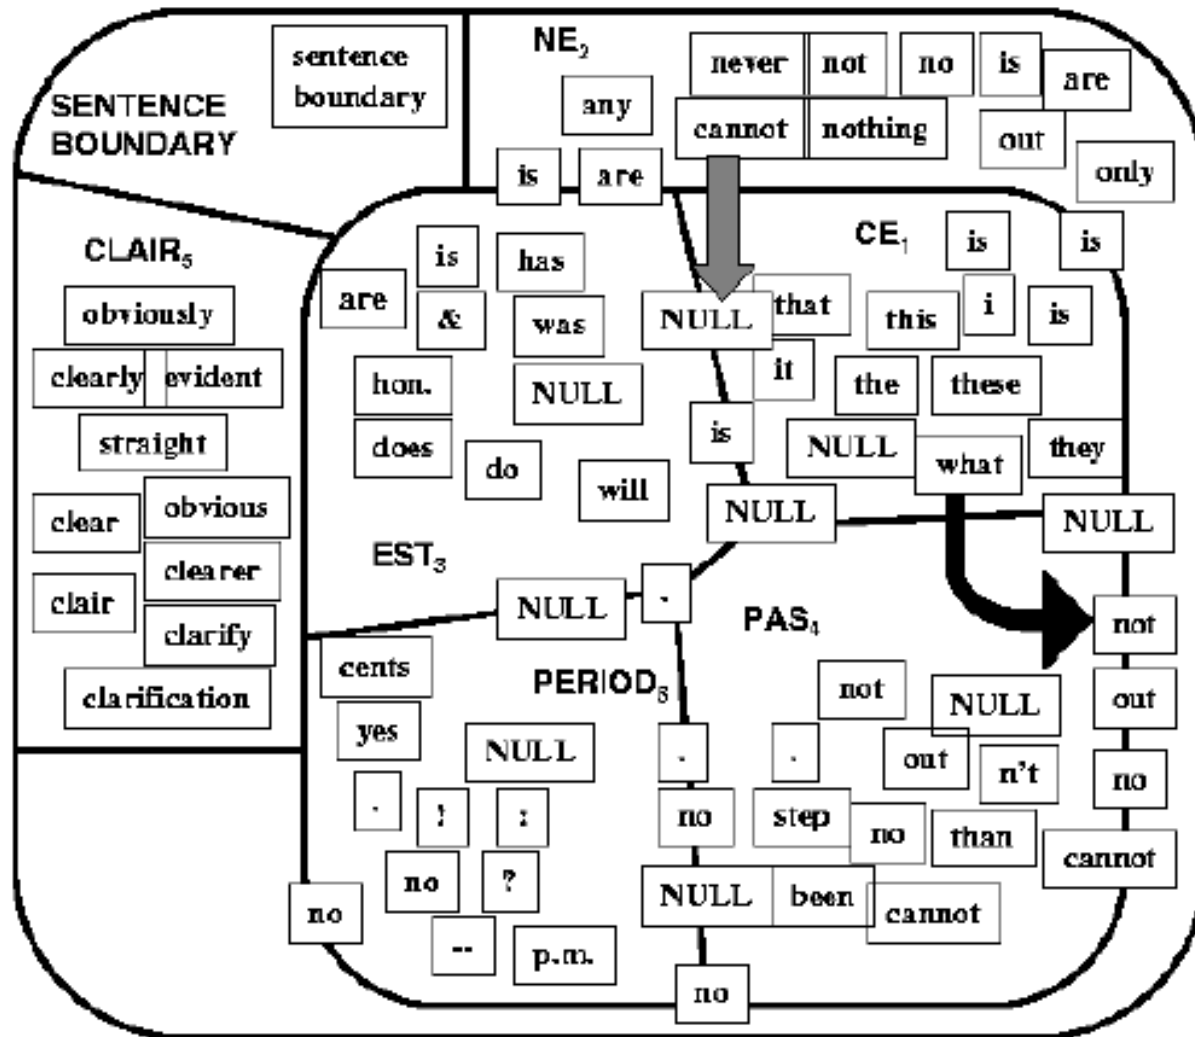 SENTENCE
BOUNDARY
sentence
boundary
NE2
any
never not no is are
cannot nothing
out
only
is are
CLAIR5
obviously
clearly evident
straight
clear
obvious
clearer
clair
clarify
clarification
is
has
are
&
was
hon.
NULL
does
do
will
EST3
NULL
is
NULL
NULL
.
CE1
is
is
that
this
i
is
it
the
these
NULL
what
they
NULL
PAS4
not
not
NULL
out
out
n't
no
.
step
no
than
cannot
been
cannot
PERIOD6
cents
yes
NULL
.
!
:
no
?
no
--
p.m.
.
no
NULL
no